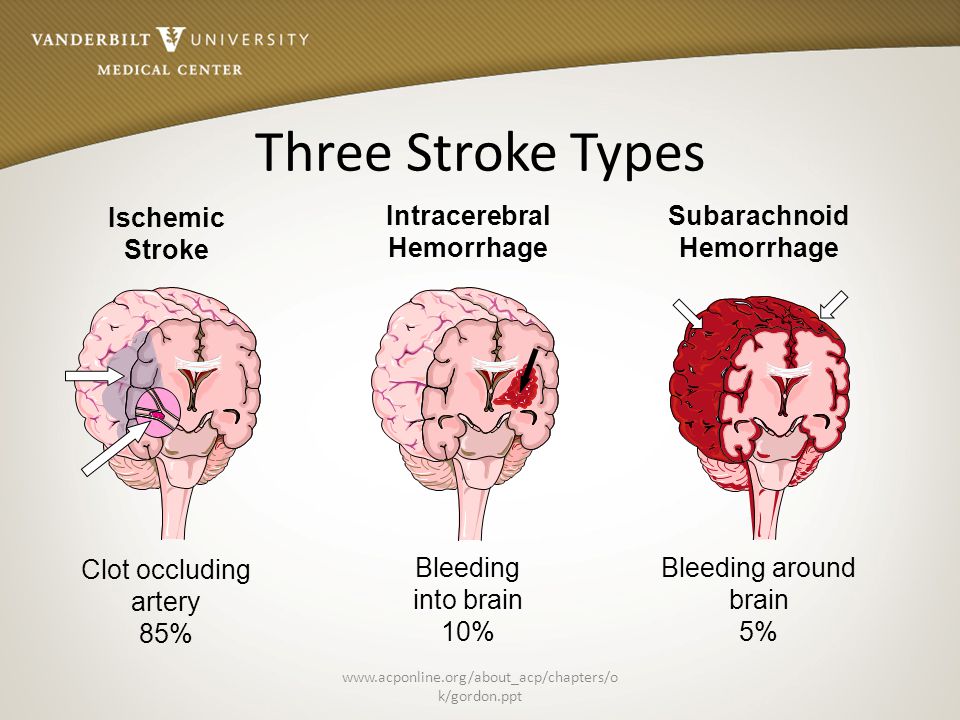 VANDERBILT V UNIVERSITY
MEDICAL CENTER
Three Stroke Types
Ischemic
Stroke
Intracerebral
Hemorrhage
Subarachnoid
Hemorrhage
Clot occluding
artery
85%
Bleeding
into brain
10%
Bleeding around
brain
5%
www.acponline.org/about_acp/chapters/o
k/gordon.ppt